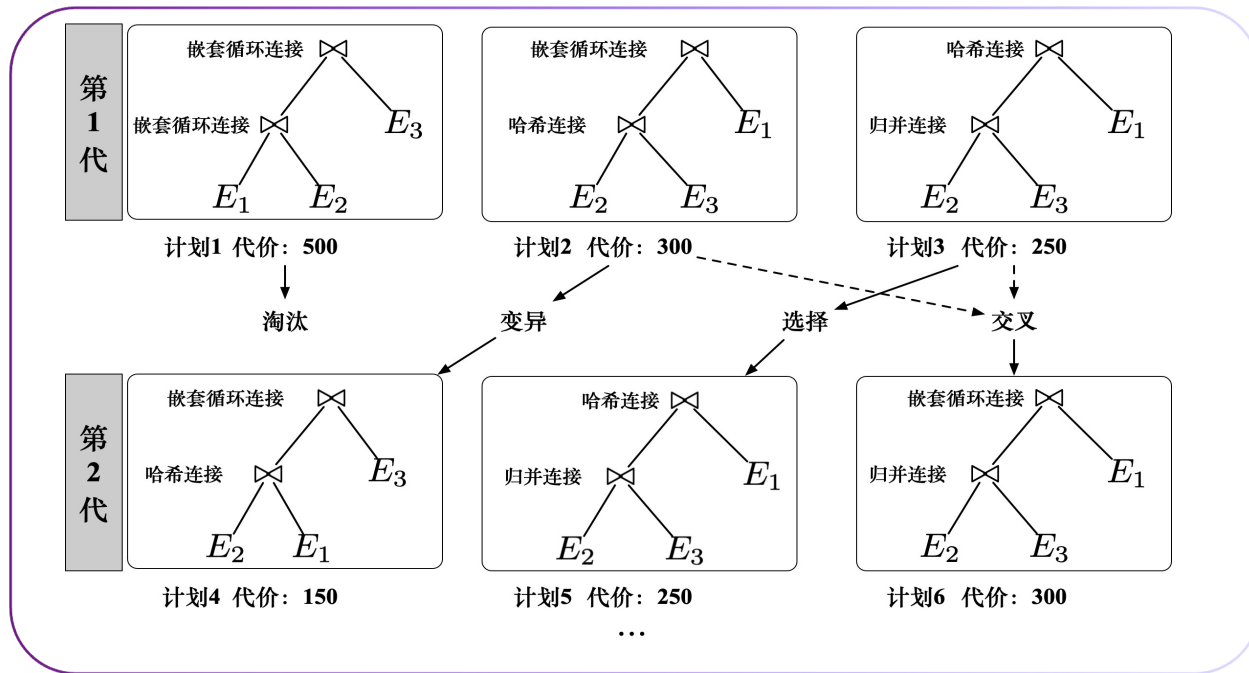 第1代
嵌套循环连接
嵌套循环连接
E₃
E₁
E₂
计划1 代价：500
嵌套循环连接
哈希连接
E₁
E₂
E₃
计划2 代价：300
哈希连接
归并连接
E₁
E₂
E₃
计划3 代价：250
淘汰
变异
选择
交叉
第2代
嵌套循环连接
哈希连接
E₃
E₂
E₁
计划4 代价：150
哈希连接
归并连接
E₁
E₂
E₃
计划5 代价：250
嵌套循环连接
归并连接
E₁
E₂
E₃
计划6 代价：300
…